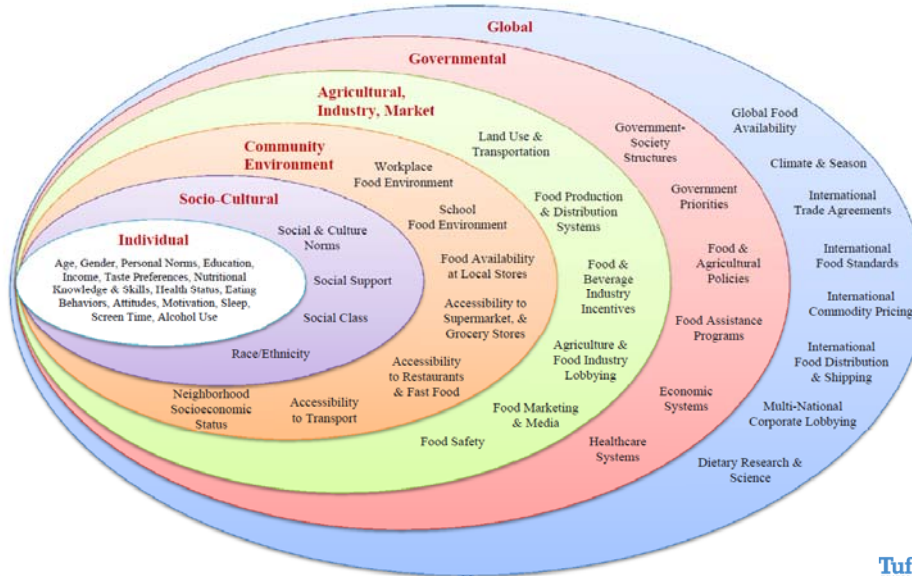 Global
Governmental
Agricultural,
Industry, Market
Community
Environment
Socio-Cultural
Individual
Age, Gender, Personal Norms, Education,
Income, Taste Preferences, Nutritional
Knowledge & Skills, Health Status, Eating
Behaviors, Attitudes, Motivation, Sleep,
Screen Time, Alcohol Use
Social & Culture
Norms
Social Support
Social Class
Race/Ethnicity
Workplace
Food Environment
School
Food Environment
Food Availability
at Local Stores
Accessibility to
Supermarket, &
Grocery Stores
Accessibility
to Restaurants
& Fast Food
Accessibility
to Transport
Neighborhood
Socioeconomic
Status
Land Use &
Transportation
Food Production
& Distribution
Systems
Food &
Beverage
Industry
Incentives
Agriculture &
Food Industry
Lobbying
Food Marketing
& Media
Food Safety
Government-
Society
Structures
Government
Priorities
Food &
Agricultural
Policies
Food Assistance
Programs
Economic
Systems
Healthcare
Systems
Global Food
Availability
Climate & Season
International
Trade Agreements
International
Food Standards
International
Commodity Pricing
International
Food Distribution
& Shipping
Multi-National
Corporate Lobbying
Dietary Research &
Science
Tuf